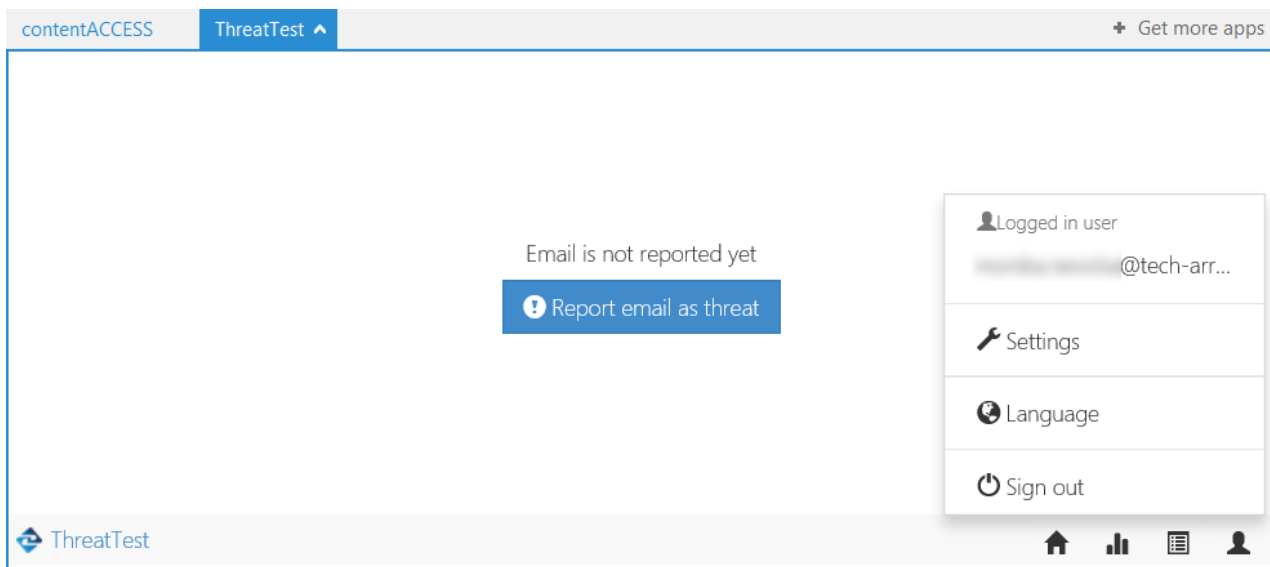 contentACCESS
ThreatTest
Get more apps
Email is not reported yet
Report email as threat
Logged in user
@tech-arr...
Settings
Language
Sign out
ThreatTest